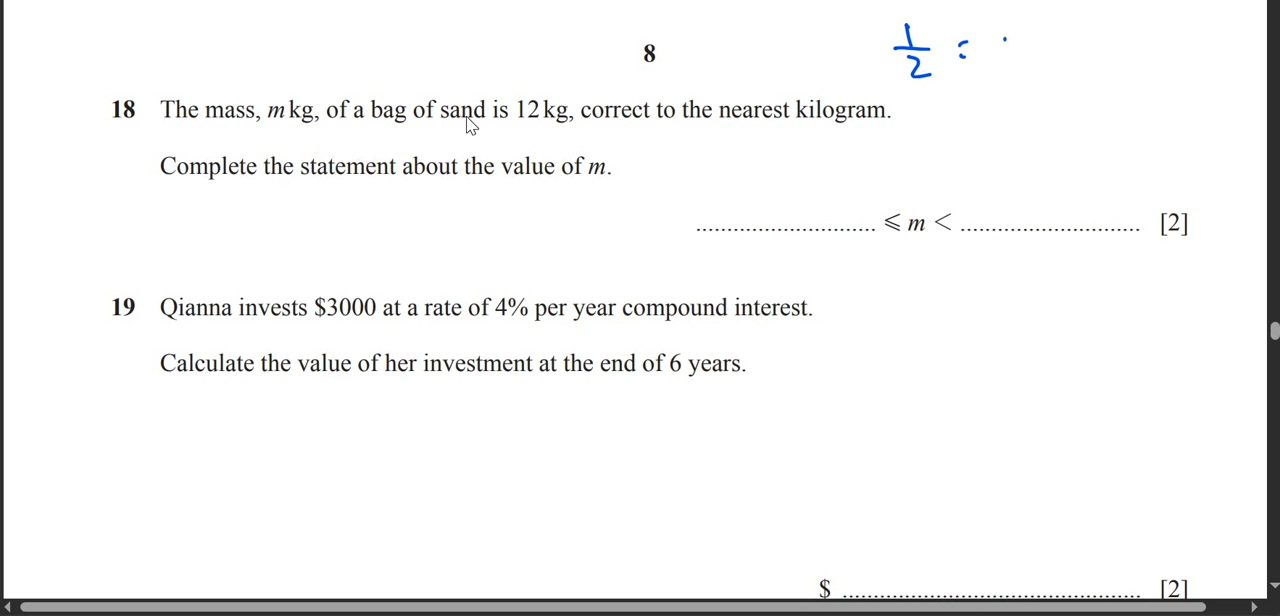 8
1/2 = .
18 The mass, m kg, of a bag of sand is 12 kg, correct to the nearest kilogram.
Complete the statement about the value of m.
............................. ⩽ m < ............................. [2]
19 Qianna invests $3000 at a rate of 4% per year compound interest.
Calculate the value of her investment at the end of 6 years.
$ ................................................. [2]